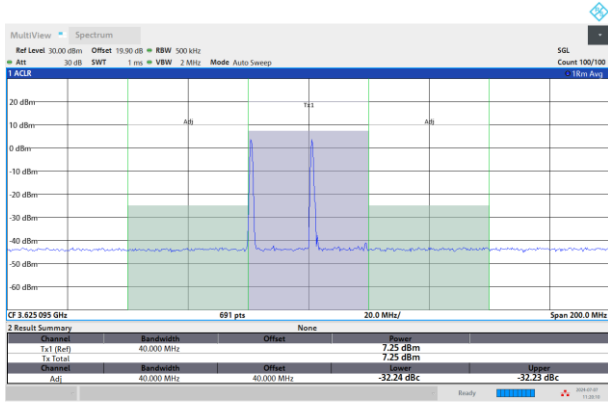 MultiView Spectrum
Ref Level 30.00 dBm Offset 19.90 dB RBW 500 kHz SGL
Att 30 dB SWT 1 ms VBW 2 MHz Mode Auto Sweep Count 100/100
1 ACLR 1Rm Avg
20 dBm
Tx1
10 dBm
Adj Adj
0 dBm
-10 dBm
-20 dBm
-30 dBm
-40 dBm
-50 dBm
-60 dBm
CF 3.625 095 GHz 691 pts 20.0 MHz/ Span 200.0 MHz
2 Result Summary None
Channel Bandwidth Offset Power
Tx1 (Ref) 40.000 MHz 7.25 dBm
Tx Total 7.25 dBm
Channel Bandwidth Offset Lower Upper
Adj 40.000 MHz 40.000 MHz -32.24 dBc -32.23 dBc
Ready